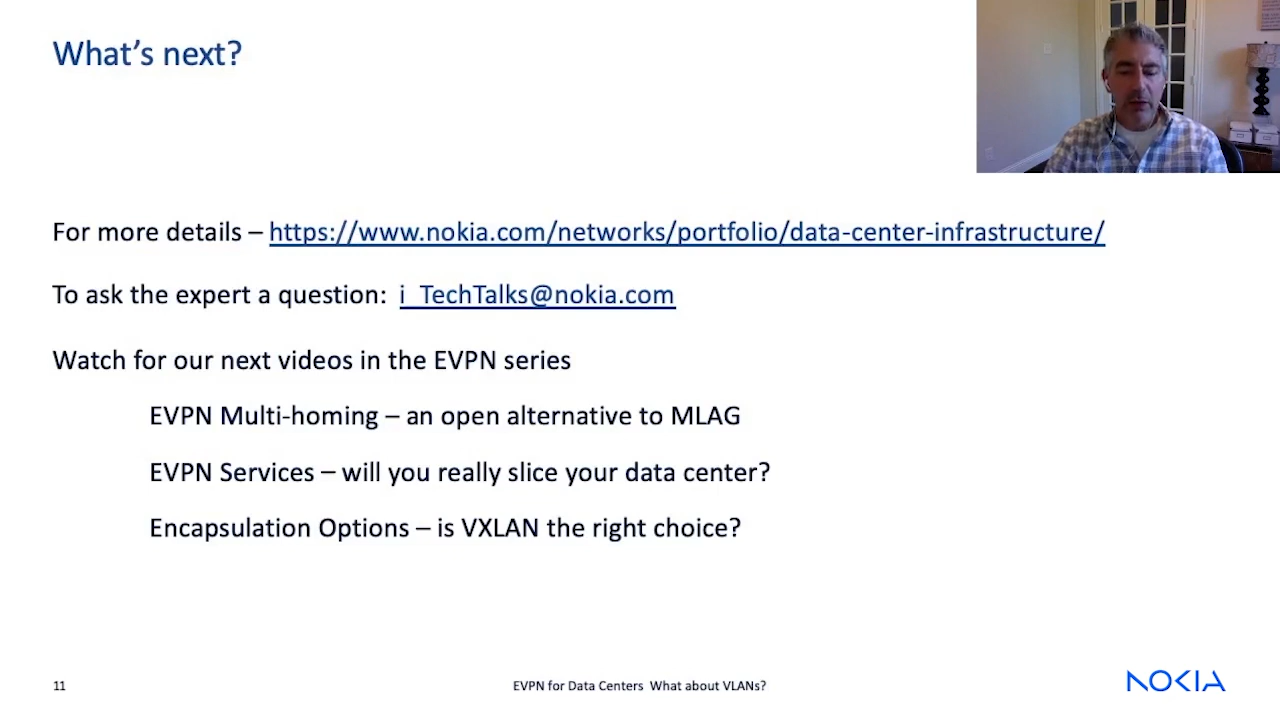 What's next?
For more details – https://www.nokia.com/networks/portfolio/data-center-infrastructure/
To ask the expert a question: i_TechTalks@nokia.com
Watch for our next videos in the EVPN series
EVPN Multi-homing – an open alternative to MLAG
EVPN Services – will you really slice your data center?
Encapsulation Options – is VXLAN the right choice?
11
EVPN for Data Centers What about VLANs?
NOKIA